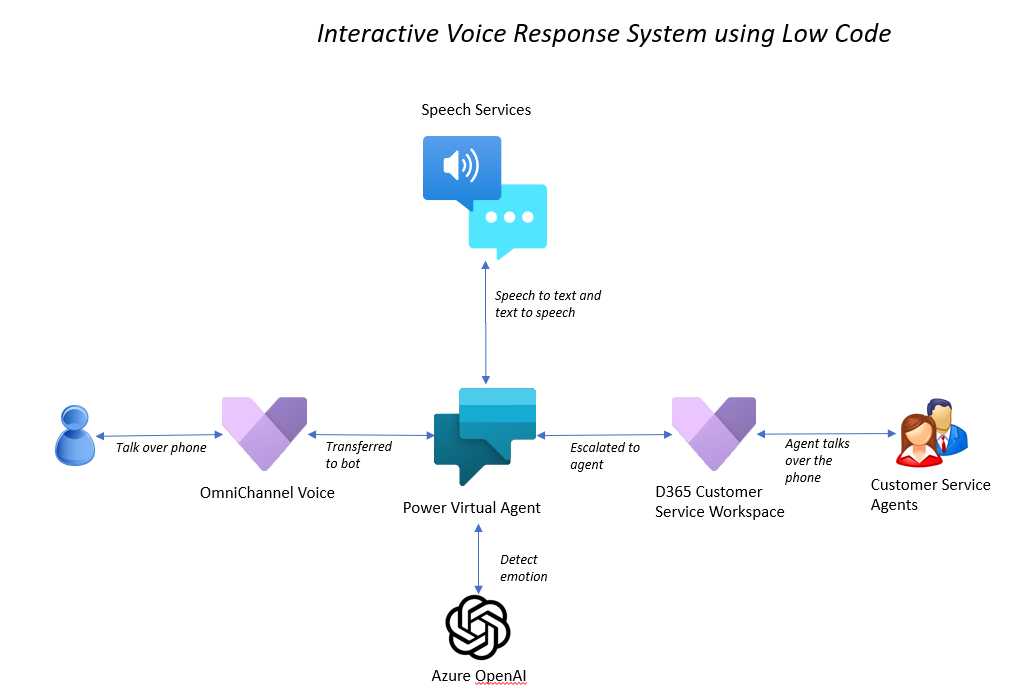 Interactive Voice Response System using Low Code
Speech Services
Speech to text and
text to speech
Talk over phone
OmniChannel Voice
Transferred
to bot
Power Virtual Agent
Escalated to
agent
D365 Customer
Service Workspace
Agent talks
over the
phone
Customer Service
Agents
Detect
emotion
Azure OpenAI